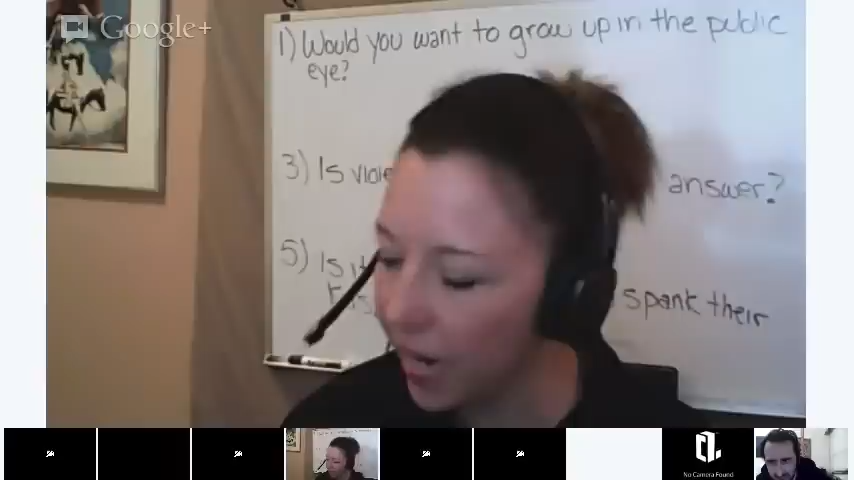 Google+
1) Would you want to grow up in the public
eye?
3) Is answer?
5) Is
spank their
No Camera Found